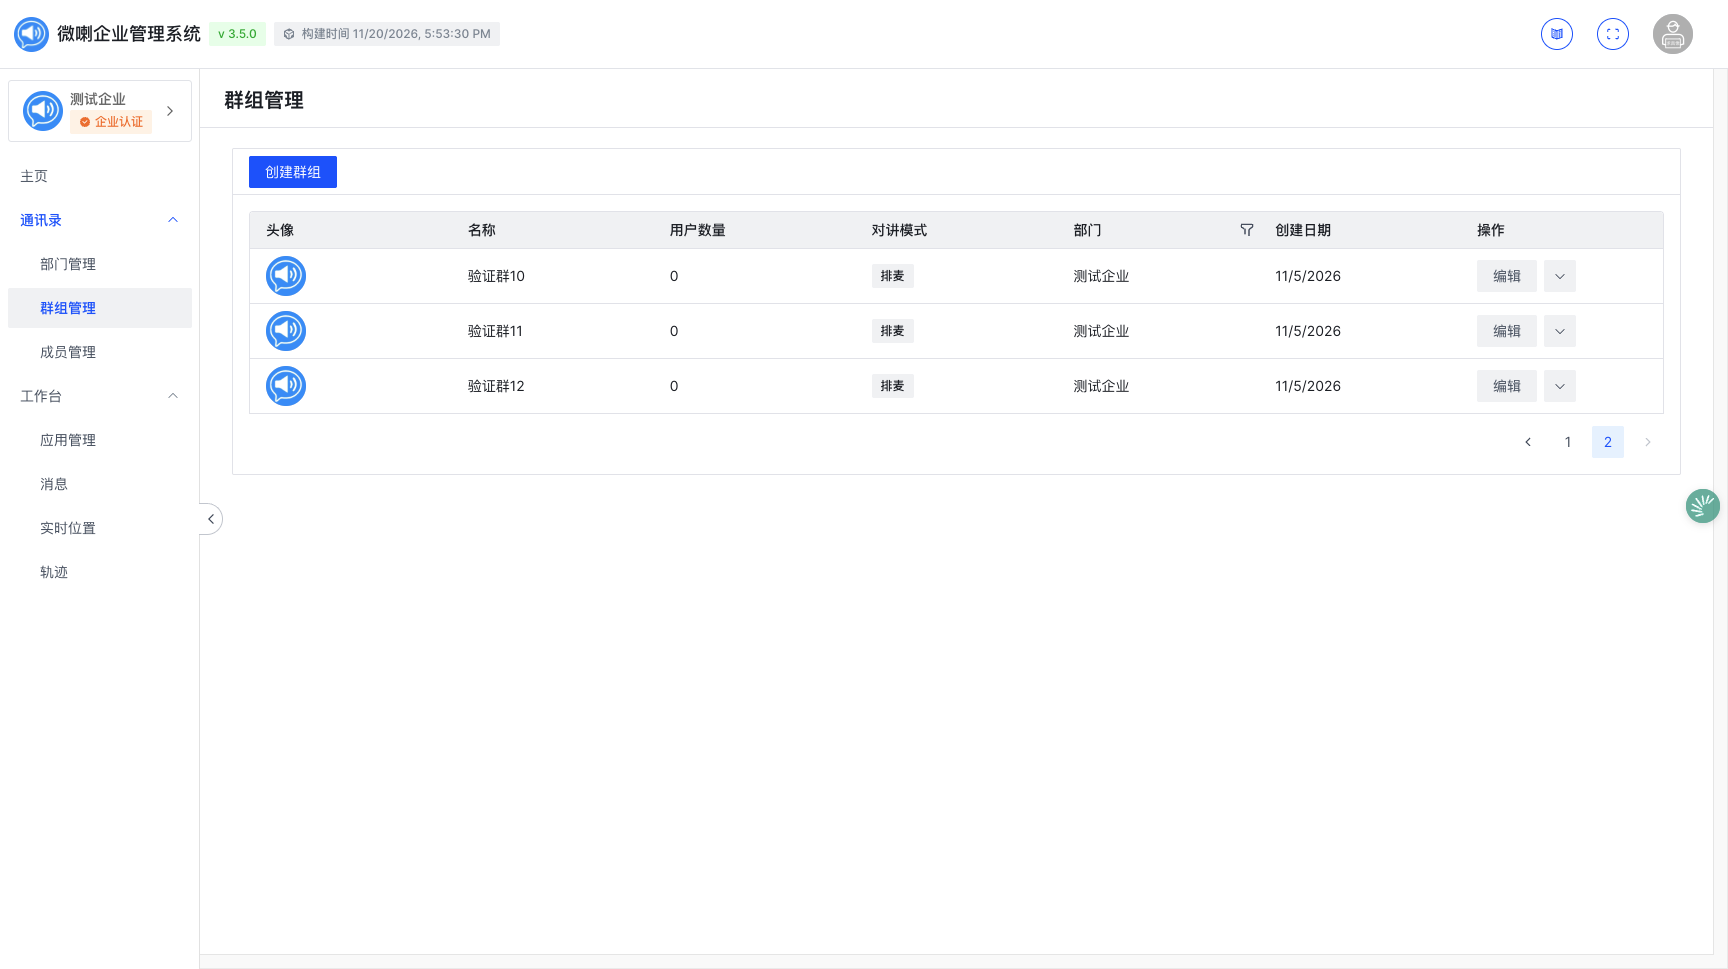 微喇企业管理系统 v 3.5.0 构建时间 11/20/2026, 5:53:30 PM
测试企业
企业认证
主页
通讯录
部门管理
群组管理
成员管理
工作台
应用管理
消息
实时位置
轨迹
群组管理
创建群组
头像 名称 用户数量 对讲模式 部门 创建日期 操作
验证群10 0 排麦 测试企业 11/5/2026 编辑
验证群11 0 排麦 测试企业 11/5/2026 编辑
验证群12 0 排麦 测试企业 11/5/2026 编辑
1 2